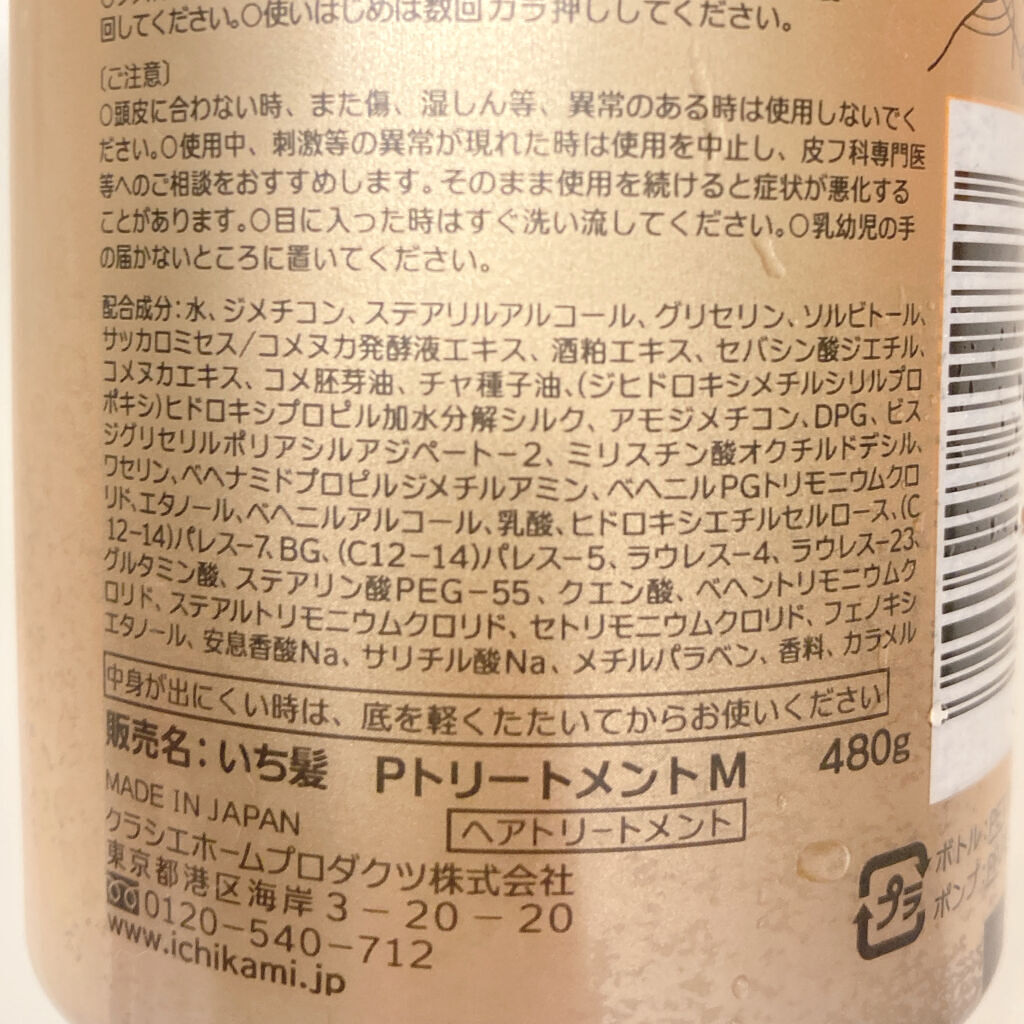 回してください。○使いはじめは数回カラ押ししてください。
〔ご注意〕
○頭皮に合わない時、また傷、湿しん等、異常のある時は使用しないでく
ださい。○使用中、刺激等の異常が現れた時は使用を中止し、皮フ科専門医
等へのご相談をおすすめします。そのまま使用を続けると症状が悪化する
ことがあります。○目に入った時はすぐ洗い流してください。○乳幼児の手
の届かないところに置いてください。
配合成分：水、ジメチコン、ステアリルアルコール、グリセリン、ソルビトール、
サッカロミセス/コメヌカ発酵液エキス、酒粕エキス、セバシン酸ジエチル、
コメヌカエキス、コメ胚芽油、チャ種子油、(ジヒドロキシメチルシリルプロ
ポキシ)ヒドロキシプロピル加水分解シルク、アモジメチコン、DPG、ビス
ジグリセリルポリアシルアジペート－2、ミリスチン酸オクチルドデシル、
ワセリン、ベヘナミドプロピルジメチルアミン、ベヘニルPGトリモニウムクロ
リド、エタノール、ベヘニルアルコール、乳酸、ヒドロキシエチルセルロース、(C
12－14)パレス－7、BG、(C12－14)パレス－5、ラウレス－4、ラウレス－23、
グルタミン酸、ステアリン酸PEG－55、クエン酸、ベヘントリモニウムク
ロリド、ステアルトリモニウムクロリド、セトリモニウムクロリド、フェノキシ
エタノール、安息香酸Na、サリチル酸Na、メチルパラベン、香料、カラメル
中身が出にくい時は、底を軽くたたいてからお使いください
販売名：いち髪 PトリートメントM 480g
MADE IN JAPAN
ヘアトリートメント
クラシエホームプロダクツ株式会社
東京都港区海岸3－20－20
0120－540－712
www.ichikami.jp
プラ
ボトル：
ポンプ：